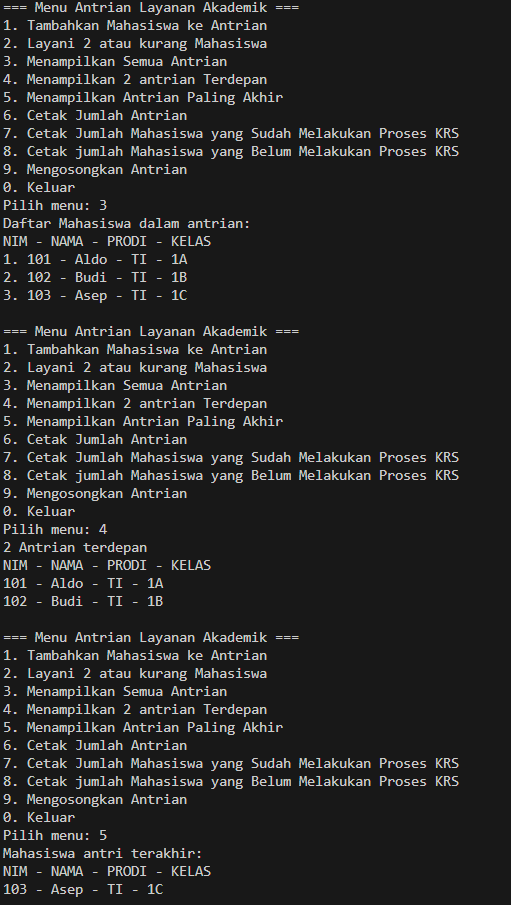 === Menu Antrian Layanan Akademik ===
1. Tambahkan Mahasiswa ke Antrian
2. Layani 2 atau kurang Mahasiswa
3. Menampilkan Semua Antrian
4. Menampilkan 2 antrian Terdepan
5. Menampilkan Antrian Paling Akhir
6. Cetak Jumlah Antrian
7. Cetak Jumlah Mahasiswa yang Sudah Melakukan Proses KRS
8. Cetak jumlah Mahasiswa yang Belum Melakukan Proses KRS
9. Mengosongkan Antrian
0. Keluar
Pilih menu: 3
Daftar Mahasiswa dalam antrian:
NIM - NAMA - PRODI - KELAS
1. 101 - Aldo - TI - 1A
2. 102 - Budi - TI - 1B
3. 103 - Asep - TI - 1C

=== Menu Antrian Layanan Akademik ===
1. Tambahkan Mahasiswa ke Antrian
2. Layani 2 atau kurang Mahasiswa
3. Menampilkan Semua Antrian
4. Menampilkan 2 antrian Terdepan
5. Menampilkan Antrian Paling Akhir
6. Cetak Jumlah Antrian
7. Cetak Jumlah Mahasiswa yang Sudah Melakukan Proses KRS
8. Cetak jumlah Mahasiswa yang Belum Melakukan Proses KRS
9. Mengosongkan Antrian
0. Keluar
Pilih menu: 4
2 Antrian terdepan
NIM - NAMA - PRODI - KELAS
101 - Aldo - TI - 1A
102 - Budi - TI - 1B

=== Menu Antrian Layanan Akademik ===
1. Tambahkan Mahasiswa ke Antrian
2. Layani 2 atau kurang Mahasiswa
3. Menampilkan Semua Antrian
4. Menampilkan 2 antrian Terdepan
5. Menampilkan Antrian Paling Akhir
6. Cetak Jumlah Antrian
7. Cetak Jumlah Mahasiswa yang Sudah Melakukan Proses KRS
8. Cetak jumlah Mahasiswa yang Belum Melakukan Proses KRS
9. Mengosongkan Antrian
0. Keluar
Pilih menu: 5
Mahasiswa antri terakhir:
NIM - NAMA - PRODI - KELAS
103 - Asep - TI - 1C